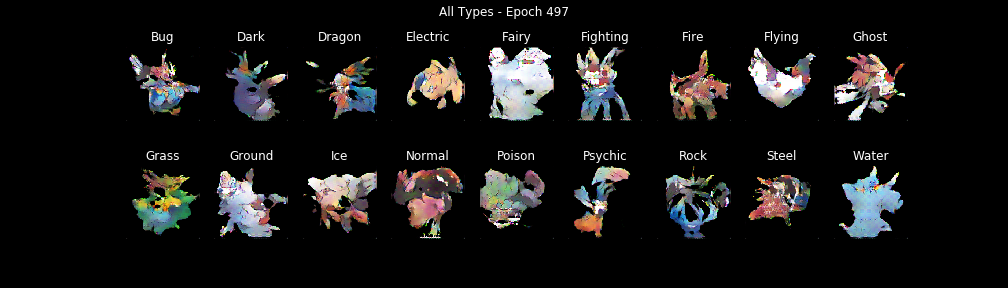 All Types - Epoch 497
Bug Dark Dragon Electric Fairy Fighting Fire Flying Ghost
Grass Ground Ice Normal Poison Psychic Rock Steel Water